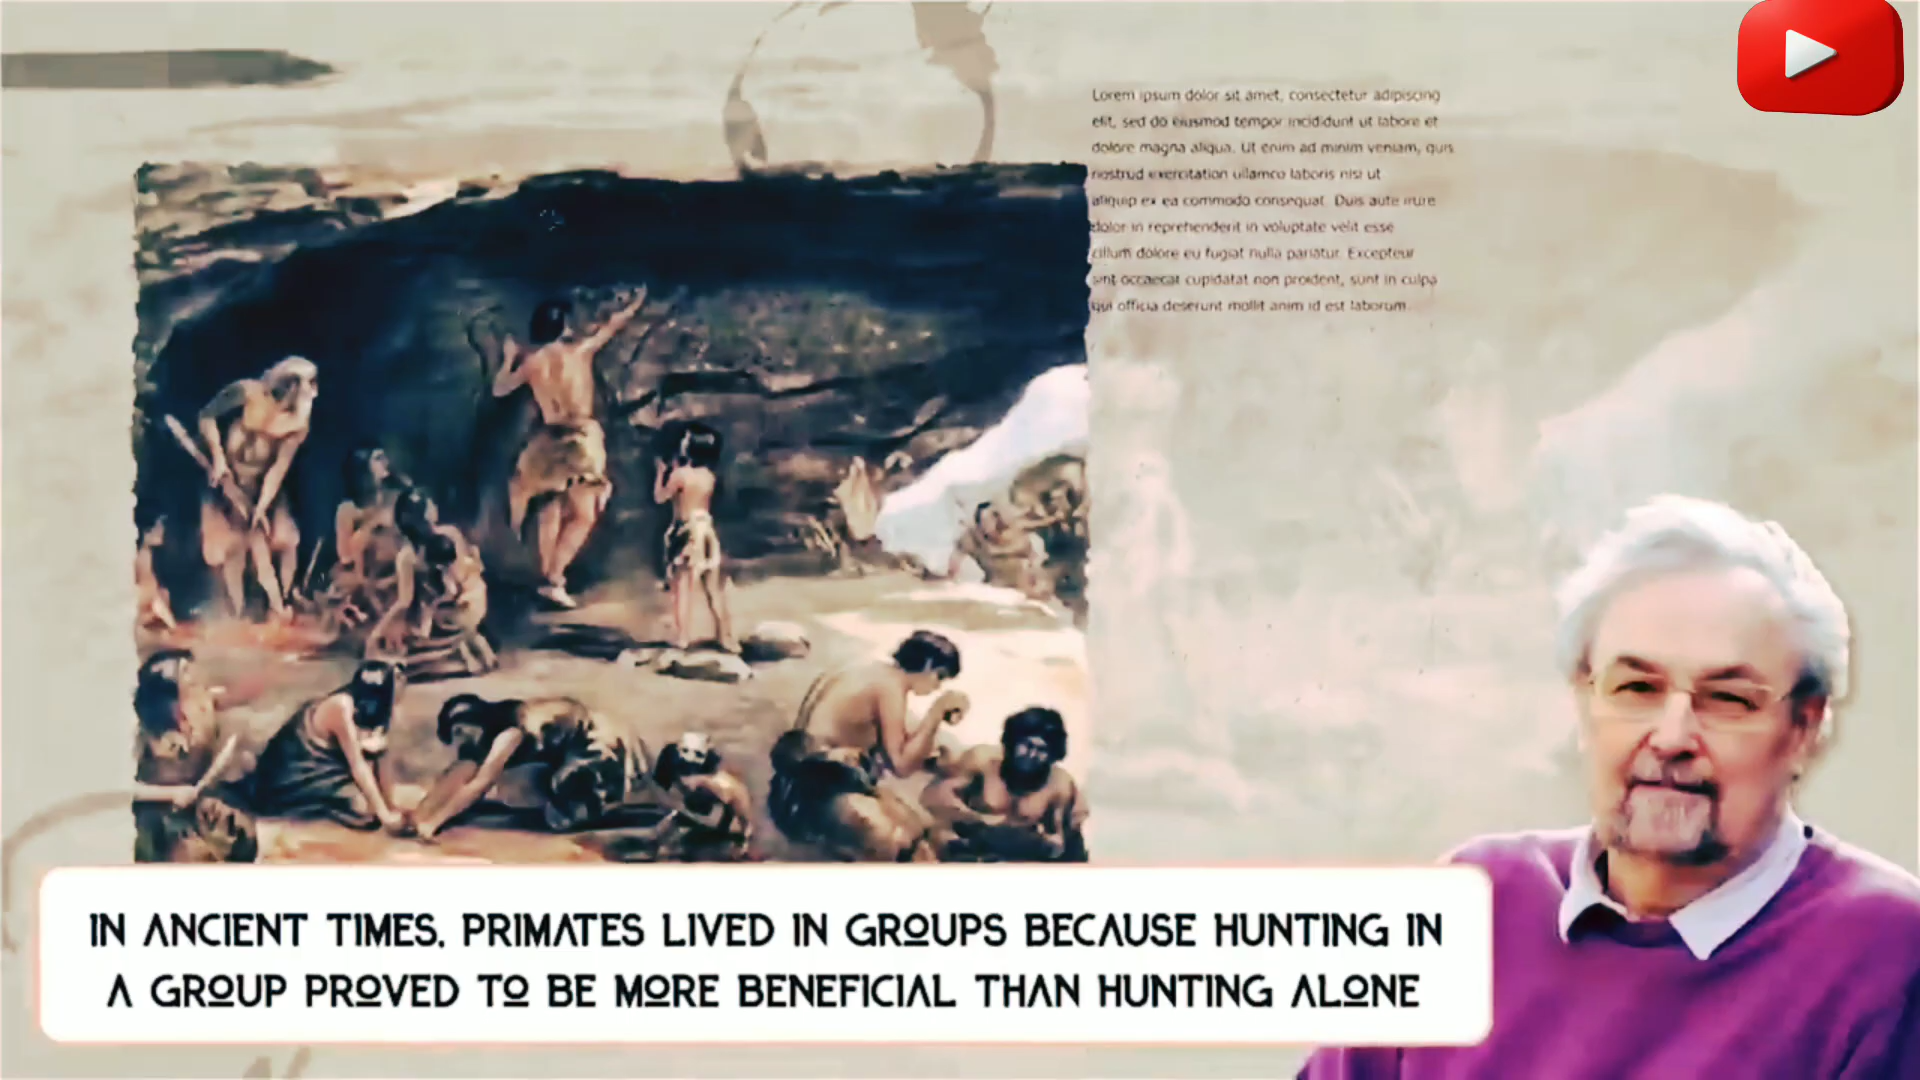 Lorem ipsum dolor sit amet, consectetur adipiscing
elit, sed do eiusmod tempor incididunt ut labore et
dolore magna aliqua. Ut enim ad minim veniam, quis
nostrud exercitation ullamco laboris nisi ut
aliquip ex ea commodo consequat. Duis aute irure
dolor in reprehenderit in voluptate velit esse
cillum dolore eu fugiat nulla pariatur. Excepteur
sint occaecat cupidatat non proident, sunt in culpa
qui officia deserunt mollit anim id est laborum.
IN ANCIENT TIMES, PRIMATES LIVED IN GROUPS BECAUSE HUNTING IN
A GROUP PROVED TO BE MORE BENEFICIAL THAN HUNTING ALONE